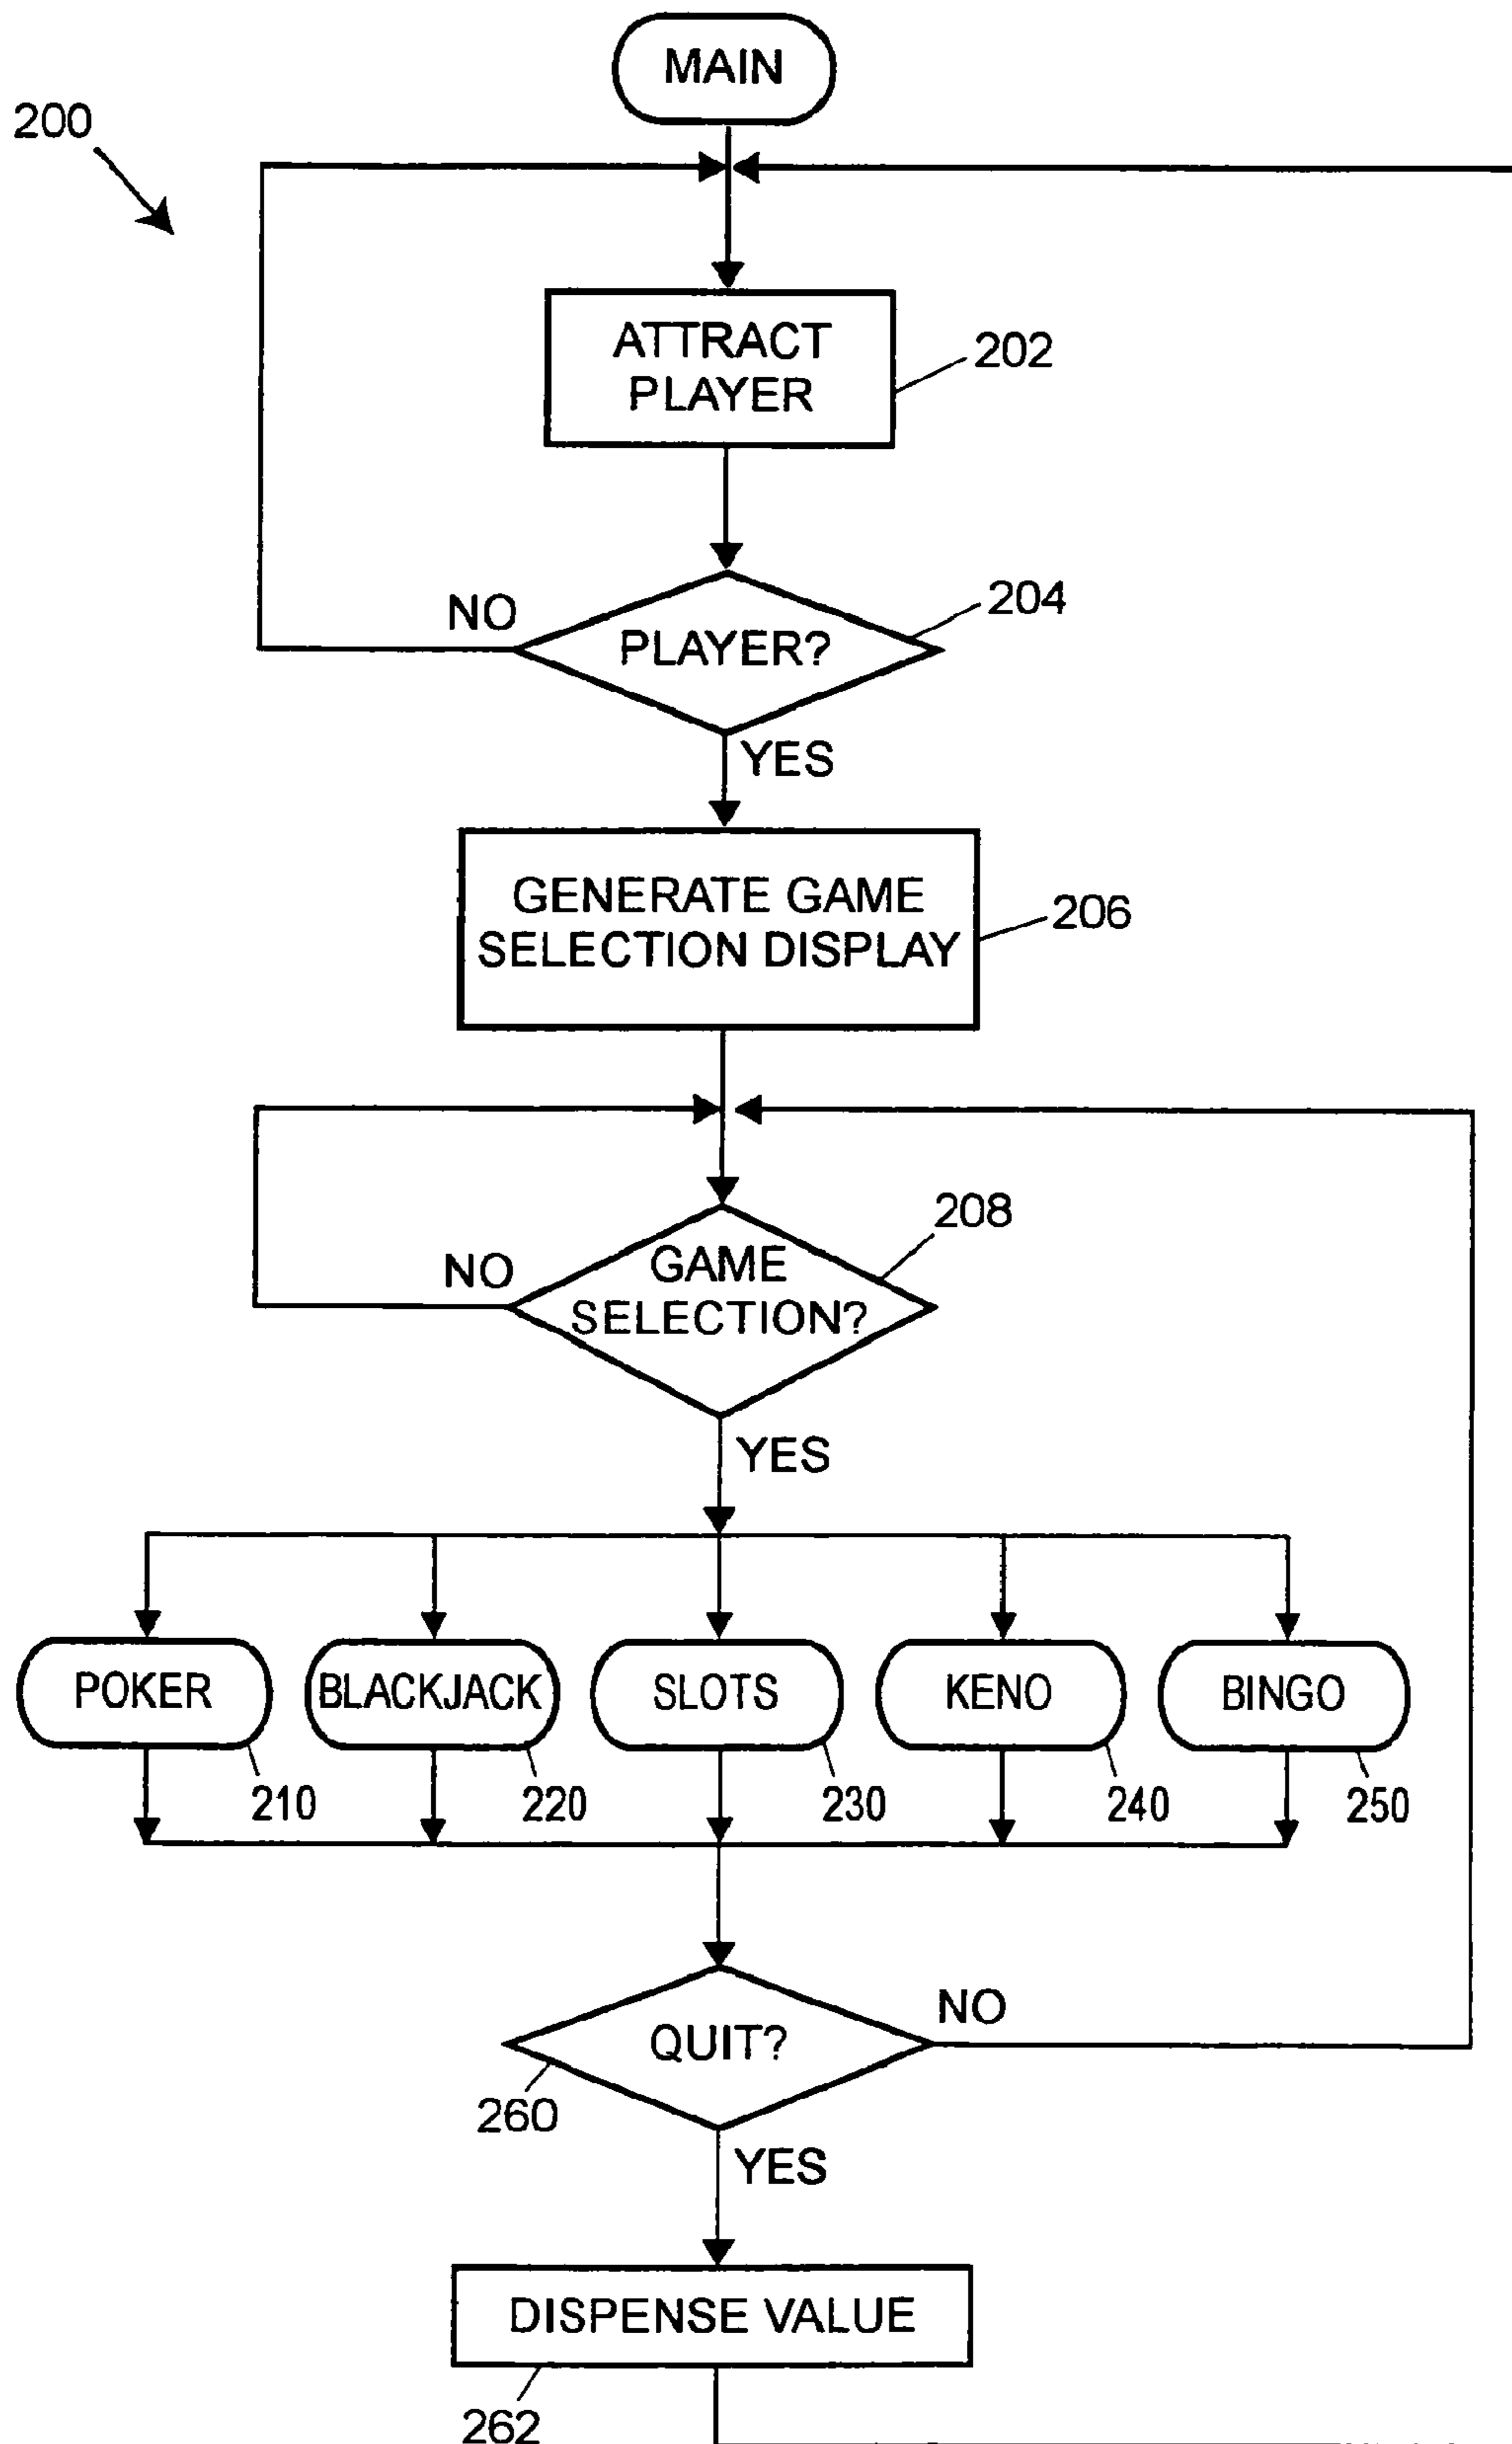 MAIN
200
ATTRACT
PLAYER
202
NO
PLAYER?
204
YES
GENERATE GAME
SELECTION DISPLAY
206
208
NO
GAME
SELECTION?
YES
POKER
BLACKJACK
SLOTS
KENO
BINGO
210
220
230
240
250
NO
QUIT?
260
YES
DISPENSE VALUE
262